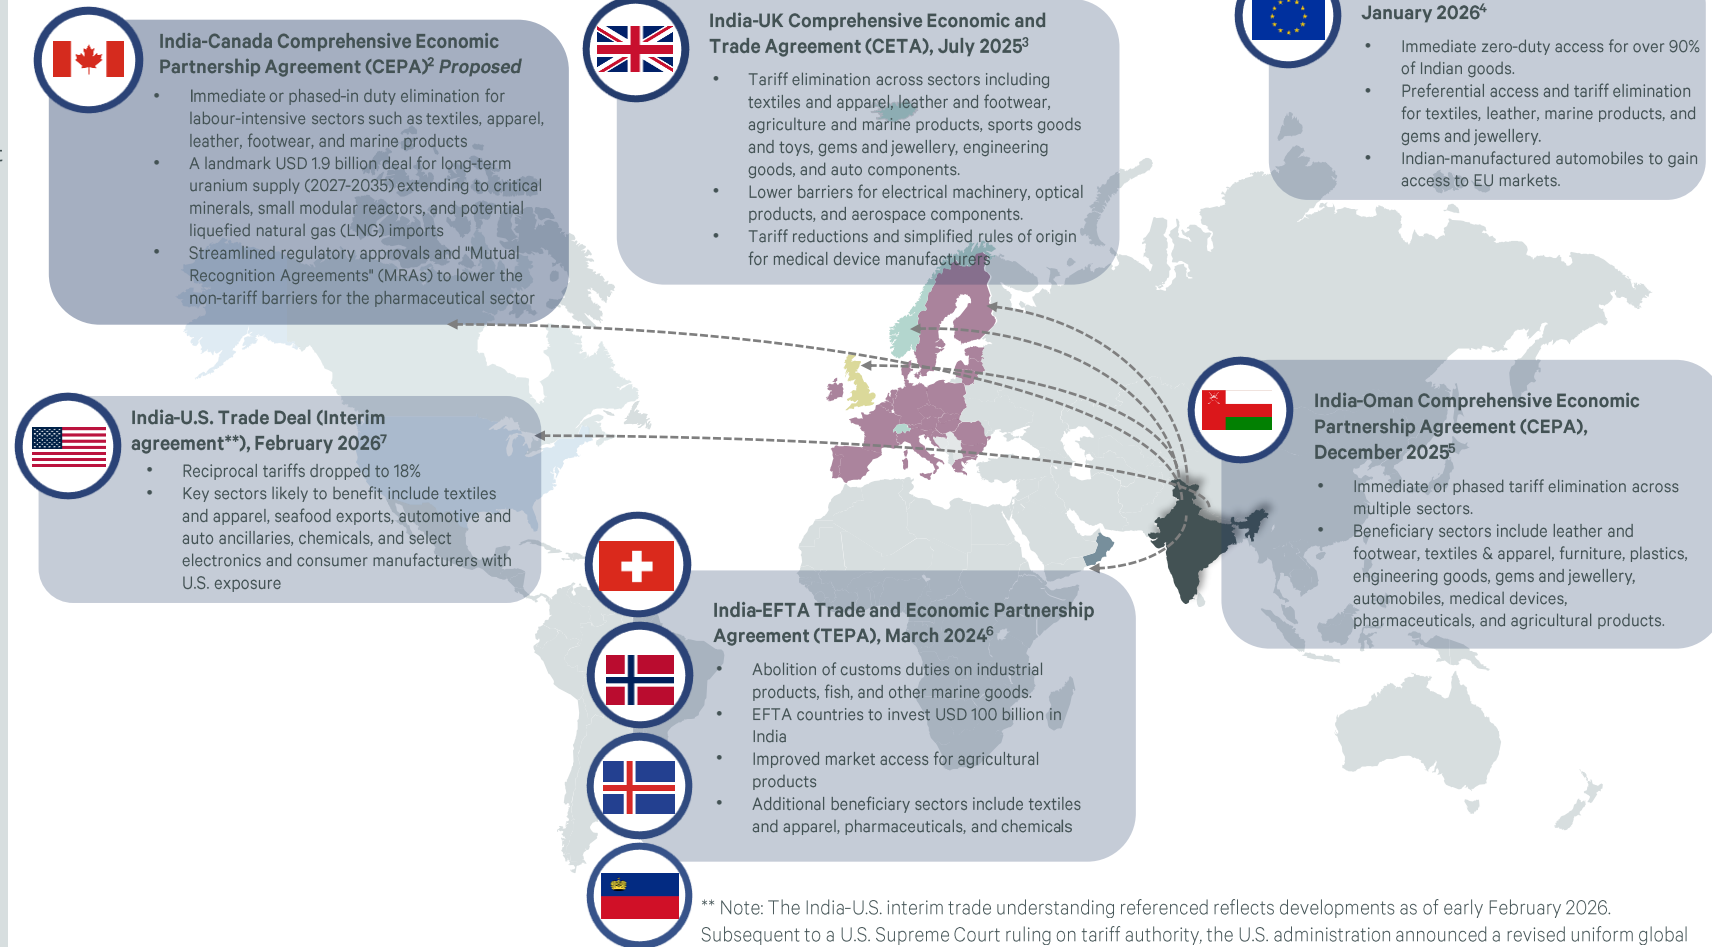 India-Canada Comprehensive Economic
Partnership Agreement (CEPA)² Proposed
• Immediate or phased-in duty elimination for
labour-intensive sectors such as textiles, apparel,
leather, footwear, and marine products
• A landmark USD 1.9 billion deal for long-term
uranium supply (2027-2035) extending to critical
minerals, small modular reactors, and potential
liquefied natural gas (LNG) imports
• Streamlined regulatory approvals and "Mutual
Recognition Agreements" (MRAs) to lower the
non-tariff barriers for the pharmaceutical sector
India-UK Comprehensive Economic and
Trade Agreement (CETA), July 2025³
• Tariff elimination across sectors including
textiles and apparel, leather and footwear,
agriculture and marine products, sports goods
and toys, gems and jewellery, engineering
goods, and auto components.
• Lower barriers for electrical machinery, optical
products, and aerospace components.
• Tariff reductions and simplified rules of origin
for medical device manufacturers
January 2026⁴
• Immediate zero-duty access for over 90%
of Indian goods.
• Preferential access and tariff elimination
for textiles, leather, marine products, and
gems and jewellery.
• Indian-manufactured automobiles to gain
access to EU markets.
India-U.S. Trade Deal (Interim
agreement**), February 2026⁷
• Reciprocal tariffs dropped to 18%
• Key sectors likely to benefit include textiles
and apparel, seafood exports, automotive and
auto ancillaries, chemicals, and select
electronics and consumer manufacturers with
U.S. exposure
India-Oman Comprehensive Economic
Partnership Agreement (CEPA),
December 2025⁵
• Immediate or phased tariff elimination across
multiple sectors.
• Beneficiary sectors include leather and
footwear, textiles & apparel, furniture, plastics,
engineering goods, gems and jewellery,
automobiles, medical devices,
pharmaceuticals, and agricultural products.
India-EFTA Trade and Economic Partnership
Agreement (TEPA), March 2024⁶
• Abolition of customs duties on industrial
products, fish, and other marine goods.
• EFTA countries to invest USD 100 billion in
India
• Improved market access for agricultural
products
• Additional beneficiary sectors include textiles
and apparel, pharmaceuticals, and chemicals
** Note: The India-U.S. interim trade understanding referenced reflects developments as of early February 2026.
Subsequent to a U.S. Supreme Court ruling on tariff authority, the U.S. administration announced a revised uniform global